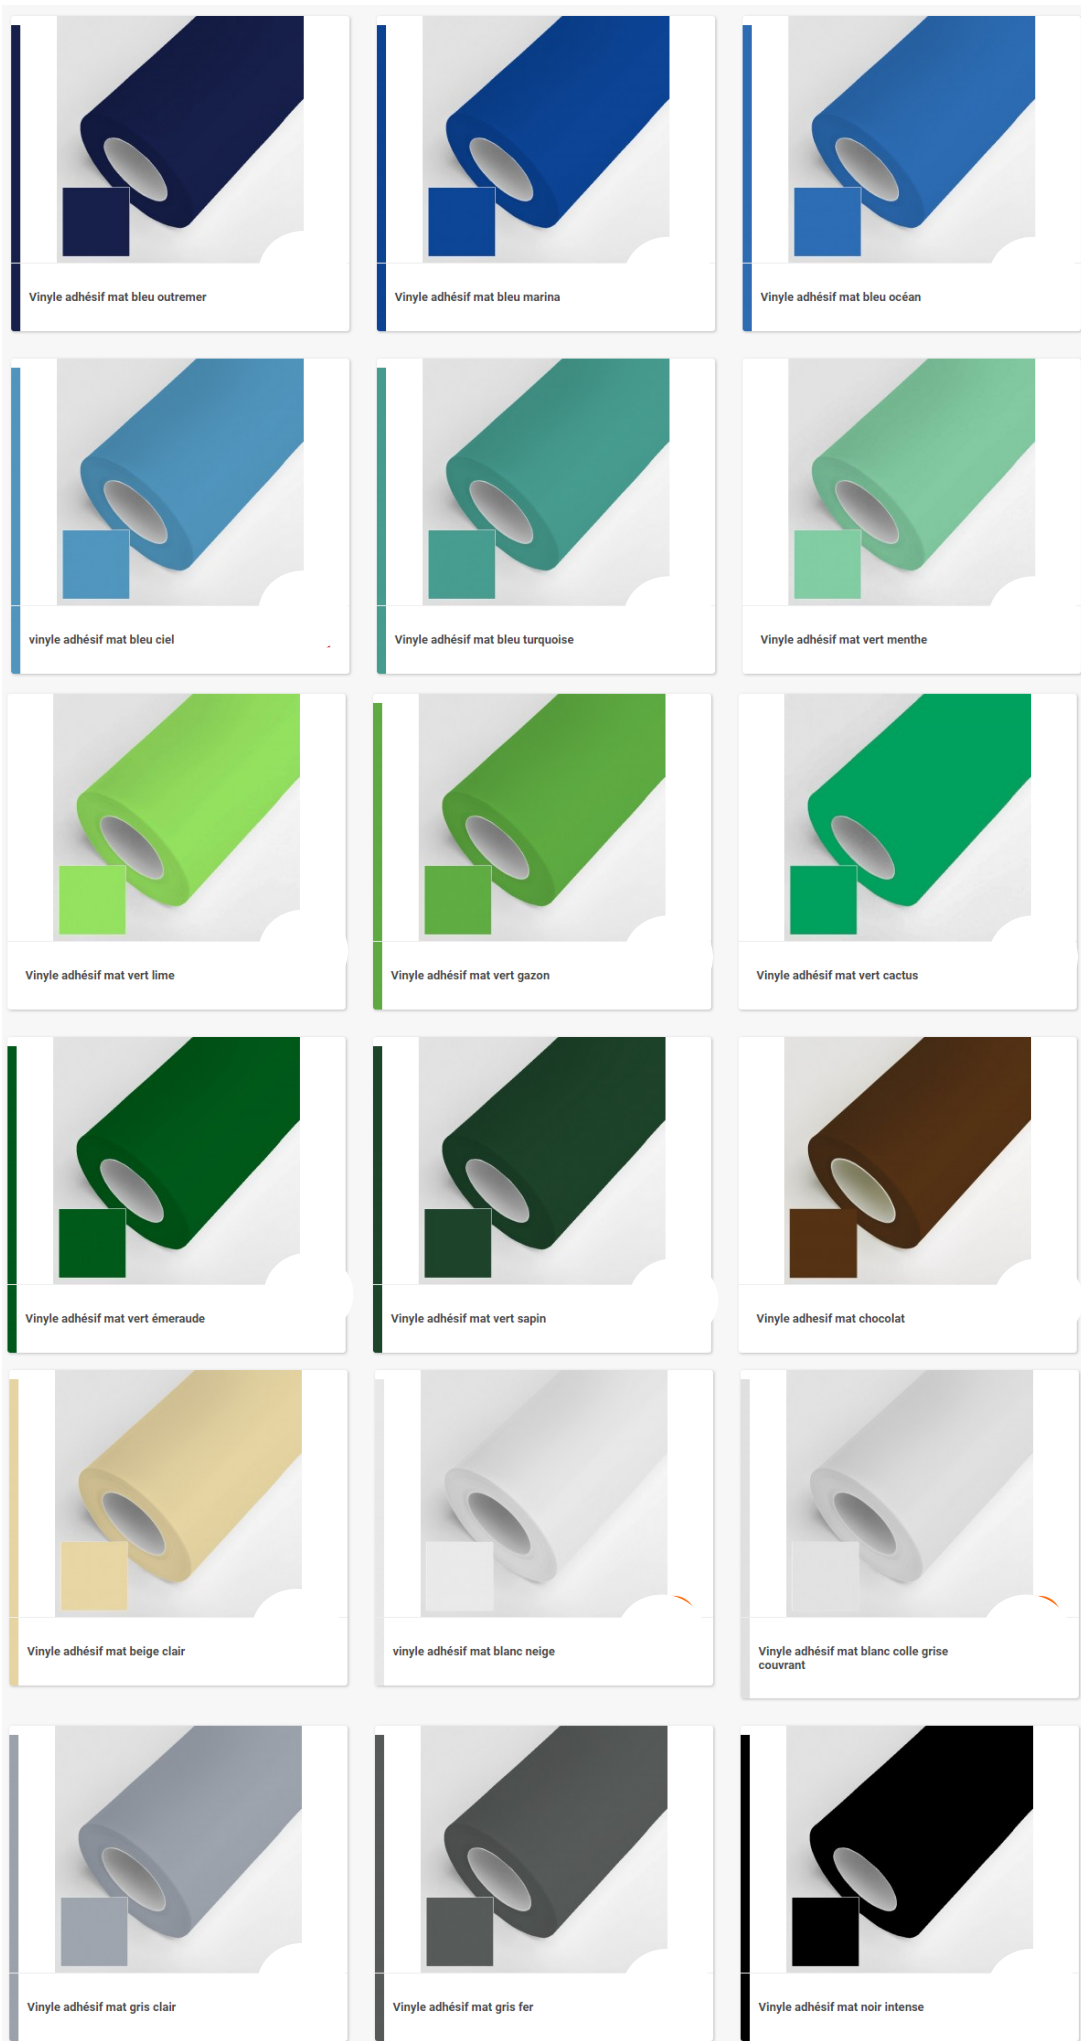 Vinyle adhésif mat bleu outremer
Vinyle adhésif mat bleu marina
Vinyle adhésif mat bleu océan
vinyle adhésif mat bleu ciel
Vinyle adhésif mat bleu turquoise
Vinyle adhésif mat vert menthe
Vinyle adhésif mat vert lime
Vinyle adhésif mat vert gazon
Vinyle adhésif mat vert cactus
Vinyle adhésif mat vert émeraude
Vinyle adhésif mat vert sapin
Vinyle adhesif mat chocolat
Vinyle adhésif mat beige clair
vinyle adhésif mat blanc neige
Vinyle adhésif mat blanc colle grise
couvrant
Vinyle adhésif mat gris clair
Vinyle adhésif mat gris fer
Vinyle adhésif mat noir intense